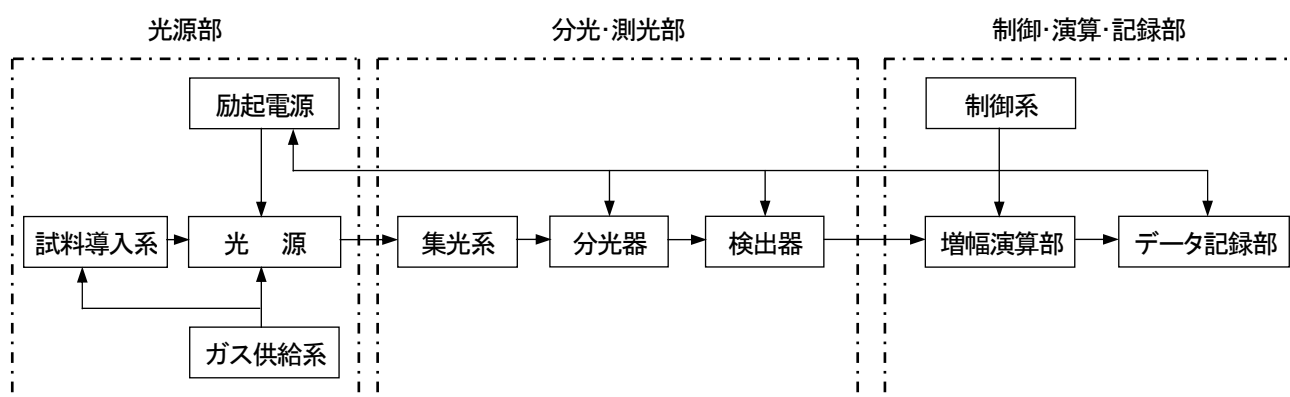 光源部
分光・測光部
制御・演算・記録部
励起電源
制御系
試料導入系
光　源
集光系
分光器
検出器
増幅演算部
データ記録部
ガス供給系